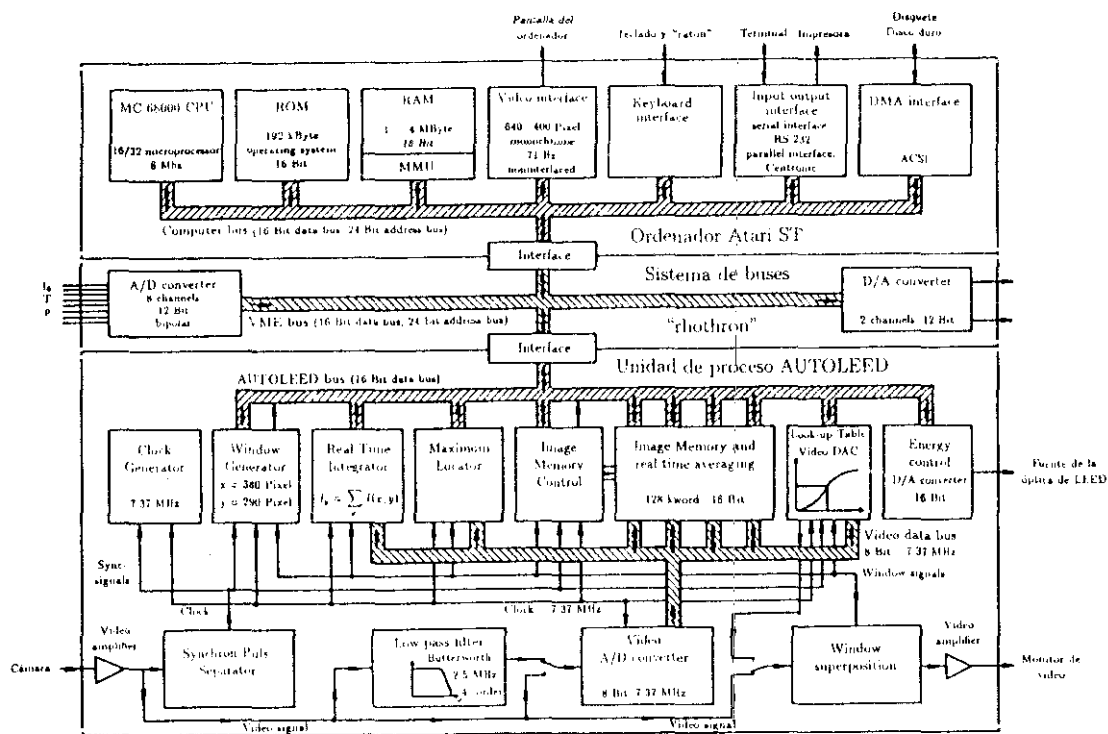 Pantalla del
ordenador
Teclado y "ratón"
Terminal
Impresora
Disquete
Disco duro
MC 68000 CPU
16/32 microprocessor
8 Mhz
ROM
192 kByte
operating system
16 Bit
RAM
1 4 MByte
16 Bit
MMU
Video interface
640 400 Pixel
monochrome
71 Hz
noninterlaced
Keyboard
interface
Input output
interface
serial interface
RS 232
parallel interface,
Centronic
DMA interface
ACSI
Computer bus (16 Bit data bus, 24 Bit address bus)
Ordenador Atari ST
Interface
Sistema de buses
I₀
T
P
A/D converter
8 channels
12 Bit
bipolar
D/A converter
2 channels 12 Bit
VME bus (16 Bit data bus, 24 bit address bus)
"rhothron"
Interface
Unidad de proceso AUTOLEED
AUTOLEED bus (16 Bit data bus)
Clock
Generator
7.37 MHz
Window
Generator
x = 380 Pixel
y = 290 Pixel
Real Time
Integrator
Maximum
Locator
Image
Memory
Control
Image Memory and
real time averaging
128 kword 16 Bit
Look-up Table
Video DAC
Energy
control
D/A converter
16 Bit
Fuente de la
óptica de LEED
Video data bus
8 Bit 7.37 MHz
Sync-
signals
Window signals
Clock
Clock 7.37 MHz
Cámara
Video
amplifier
Synchron Puls
Separator
Low pass filter
Butterworth
2.5 MHz
4. order
Video
A/D converter
8 Bit 7.37 MHz
Window
superposition
Video
amplifier
Monitor de
video
Video signal
Video signal